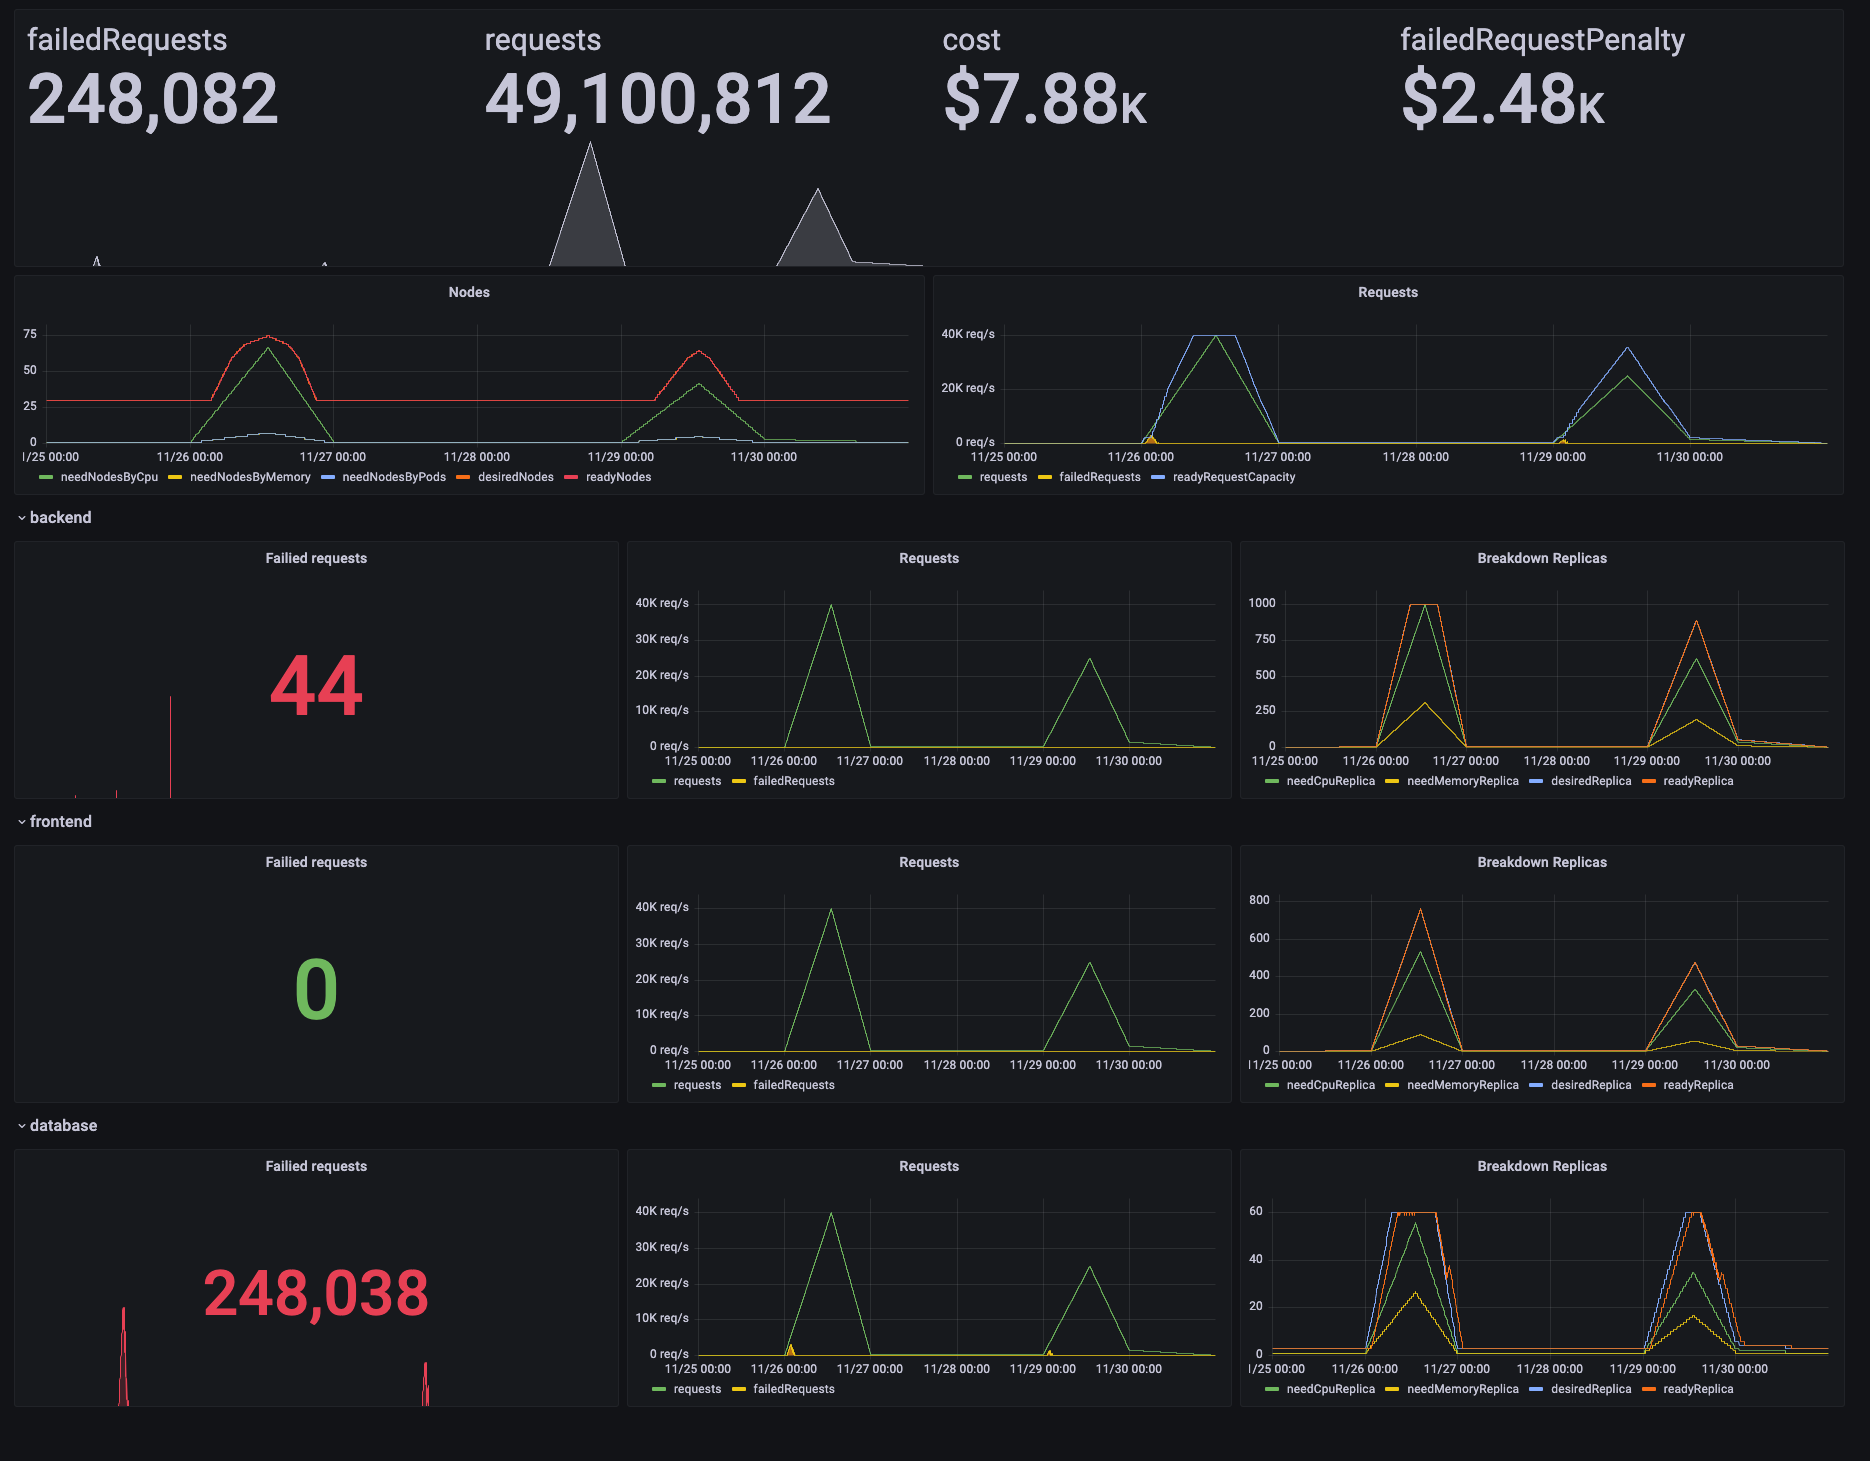 failedRequests
248,082
requests
49,100,812
cost
$7.88K
failedRequestPenalty
$2.48K
Nodes
75
50
25
0
1/25 00:00 11/26 00:00 11/27 00:00 11/28 00:00 11/29 00:00 11/30 00:00
needNodesByCpu needNodesByMemory needNodesByPods desiredNodes readyNodes
Requests
40K req/s
20K req/s
0 req/s
11/25 00:00 11/26 00:00 11/27 00:00 11/28 00:00 11/29 00:00 11/30 00:00
requests failedRequests readyRequestCapacity
backend
Failied requests
44
Requests
40K req/s
30K req/s
20K req/s
10K req/s
0 req/s
11/25 00:00 11/26 00:00 11/27 00:00 11/28 00:00 11/29 00:00 11/30 00:00
requests failedRequests
Breakdown Replicas
1000
750
500
250
0
11/25 00:00 11/26 00:00 11/27 00:00 11/28 00:00 11/29 00:00 11/30 00:00
needCpuReplica needMemoryReplica desiredReplica readyReplica
frontend
Failied requests
0
Requests
40K req/s
30K req/s
20K req/s
10K req/s
0 req/s
11/25 00:00 11/26 00:00 11/27 00:00 11/28 00:00 11/29 00:00 11/30 00:00
requests failedRequests
Breakdown Replicas
800
600
400
200
0
11/25 00:00 11/26 00:00 11/27 00:00 11/28 00:00 11/29 00:00 11/30 00:00
needCpuReplica needMemoryReplica desiredReplica readyReplica
database
Failied requests
248,038
Requests
40K req/s
30K req/s
20K req/s
10K req/s
0 req/s
11/25 00:00 11/26 00:00 11/27 00:00 11/28 00:00 11/29 00:00 11/30 00:00
requests failedRequests
Breakdown Replicas
60
40
20
0
1/25 00:00 11/26 00:00 11/27 00:00 11/28 00:00 11/29 00:00 11/30 00:00
needCpuReplica needMemoryReplica desiredReplica readyReplica